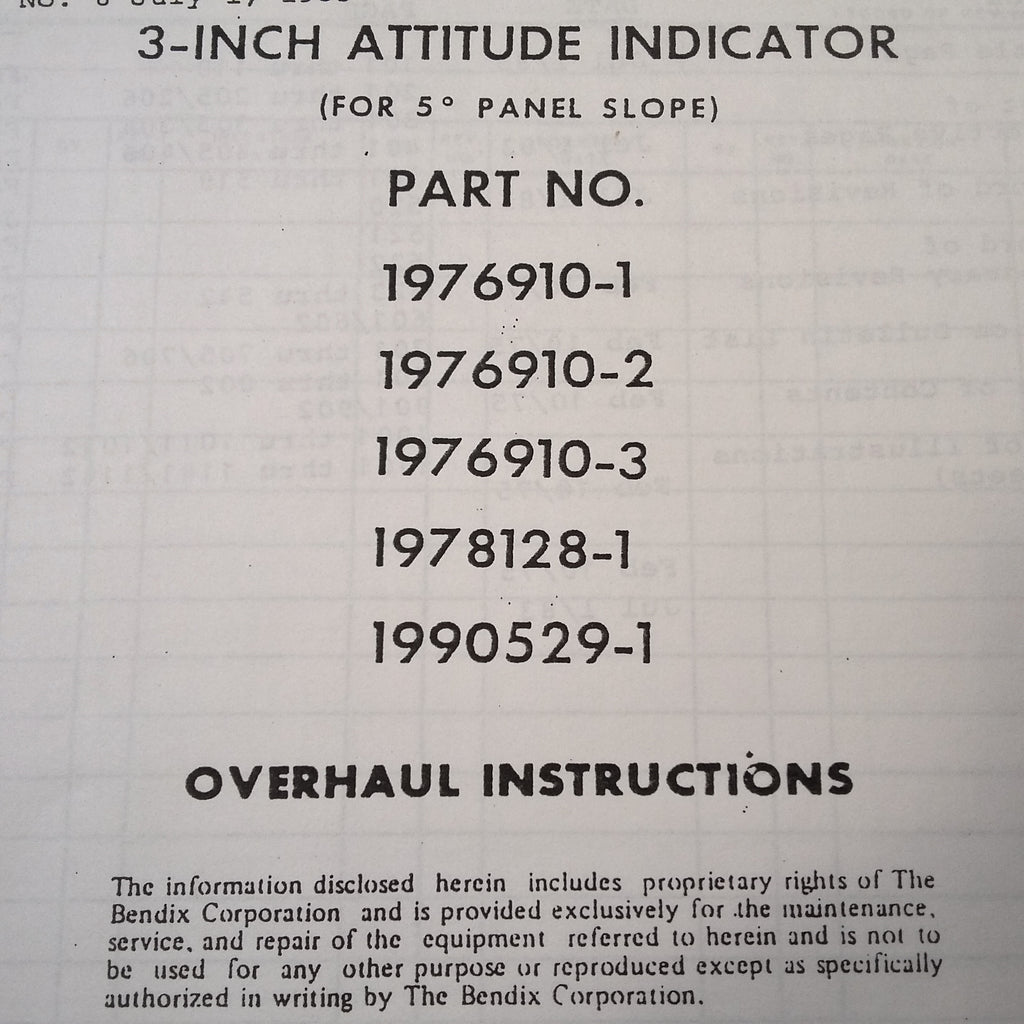 3-INCH ATTITUDE INDICATOR
(FOR 5° PANEL SLOPE)
PART NO.
1976910-1
1976910-2
1976910-3
1978128-1
1990529-1
OVERHAUL INSTRUCTIONS
The information disclosed herein includes proprietary rights of The
Bendix Corporation and is provided exclusively for the maintenance,
service, and repair of the equipment referred to herein and is not to
be used for any other purpose or reproduced except as specifically
authorized in writing by The Bendix Corporation.